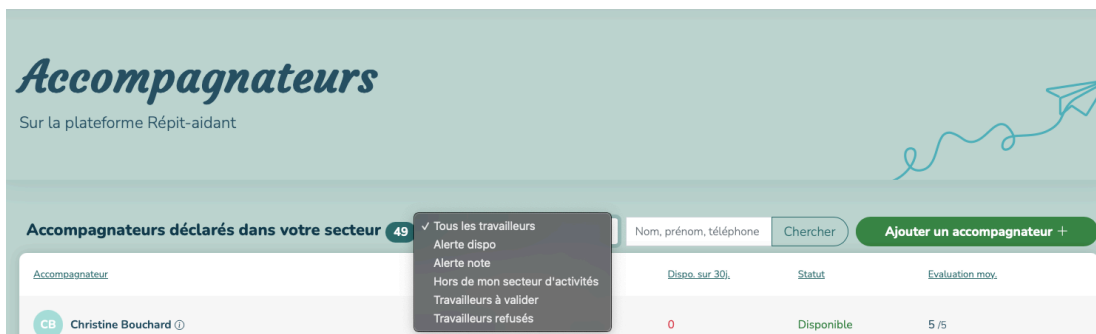 Accompagnateurs
Sur la plateforme Répit-aidant
Accompagnateurs déclarés dans votre secteur 49
✓ Tous les travailleurs
Alerte dispo
Alerte note
Hors de mon secteur d'activités
Travailleurs à valider
Travailleurs refusés
Nom, prénom, téléphone
Chercher
Ajouter un accompagnateur +
Accompagnateur
Dispo. sur 30j.
Statut
Evaluation moy.
CB Christine Bouchard ⓘ
0
Disponible
5 /5